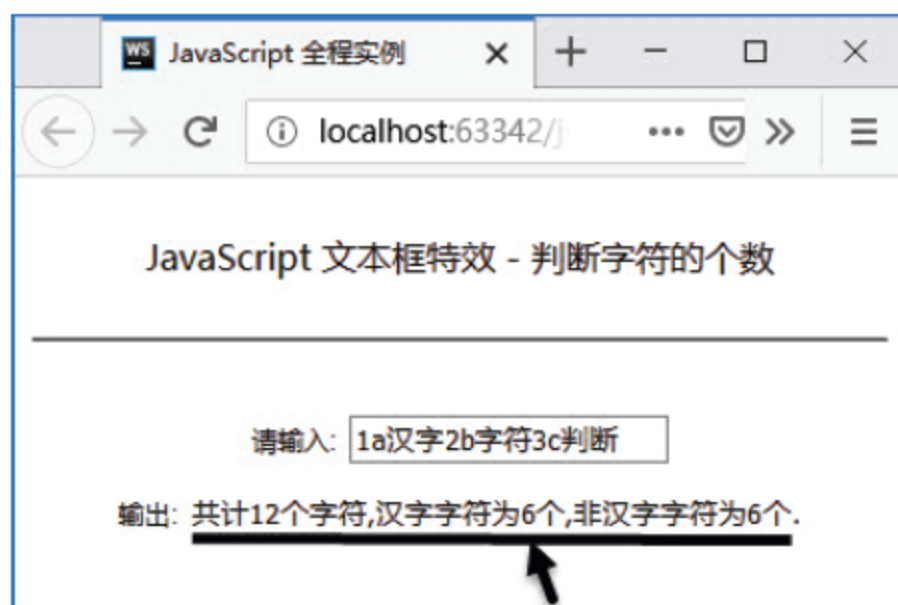 WS JavaScript 全程实例
localhost:63342/j
JavaScript 文本框特效 - 判断字符的个数
请输入: 1a汉字2b字符3c判断
输出: 共计12个字符,汉字字符为6个,非汉字字符为6个.